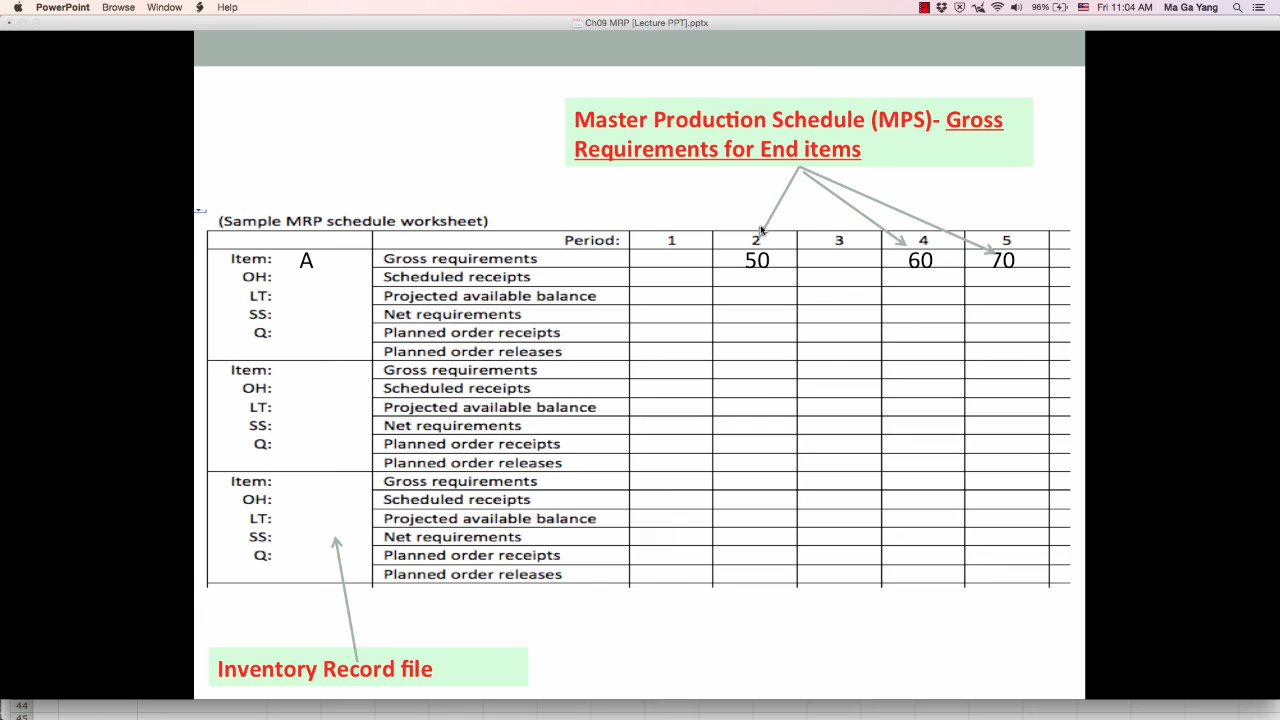 PowerPoint Browse Window Help 96% Fri 11:04 AM Ma Ga Yang
Ch09 MRP [Lecture PPT].pptx
Master Production Schedule (MPS)- Gross
Requirements for End items
(Sample MRP schedule worksheet)
Period: 1 2 3 4 5
Item: A Gross requirements 50 60 70
OH: Scheduled receipts
LT: Projected available balance
SS: Net requirements
Q: Planned order receipts
Planned order releases
Item: Gross requirements
OH: Scheduled receipts
LT: Projected available balance
SS: Net requirements
Q: Planned order receipts
Planned order releases
Item: Gross requirements
OH: Scheduled receipts
LT: Projected available balance
SS: Net requirements
Q: Planned order receipts
Planned order releases
Inventory Record file
44
45